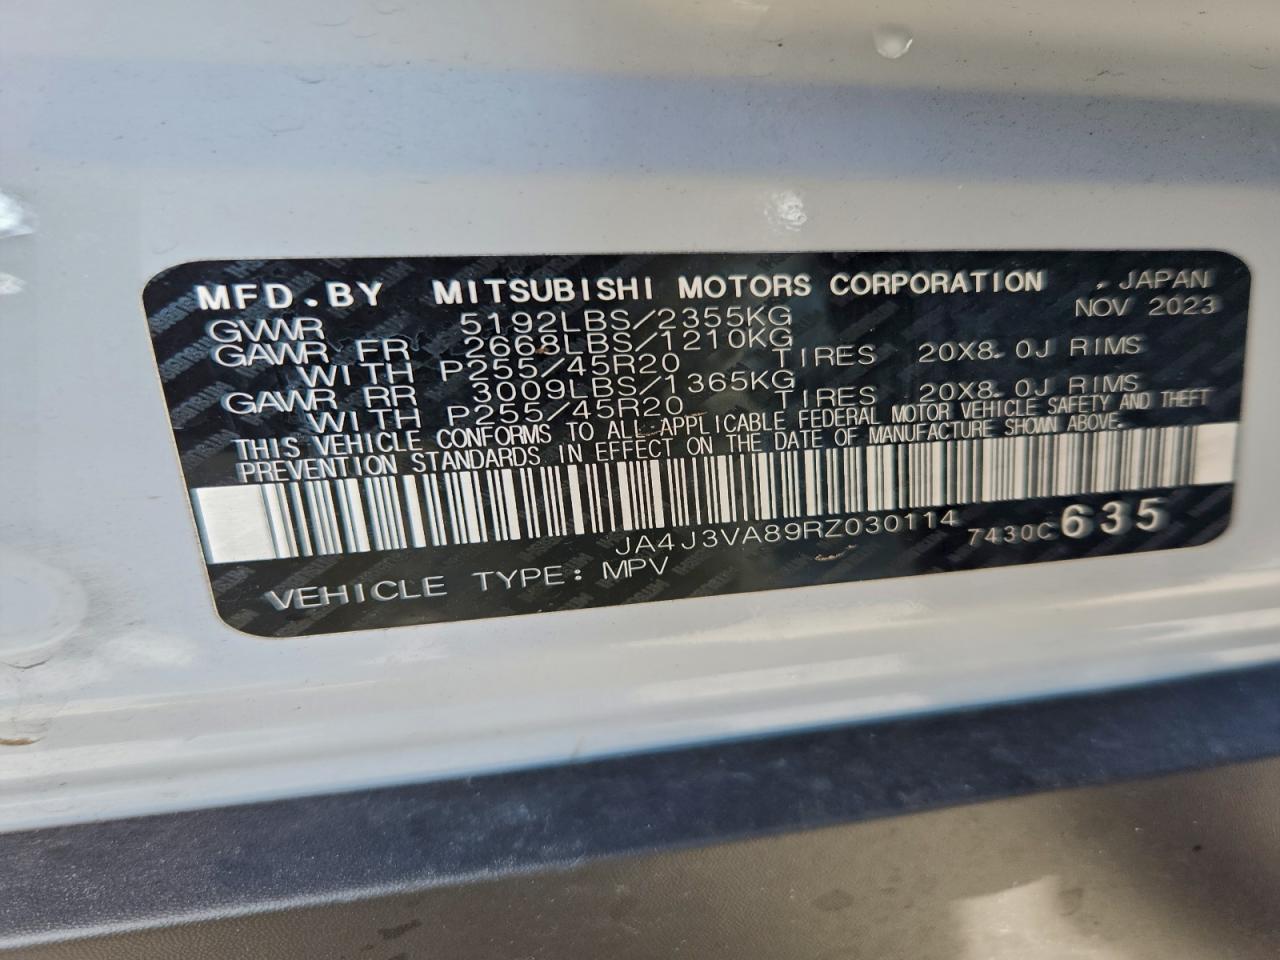 MFD.BY MITSUBISHI MOTORS CORPORATION , JAPAN
NOV 2023
GVWR 5192LBS/2355KG
GAWR FR 2668LBS/1210KG
WITH P255/45R20 TIRES 20X8.0J RIMS
GAWR RR 3009LBS/1365KG
WITH P255/45R20 TIRES 20X8.0J RIMS
THIS VEHICLE CONFORMS TO ALL APPLICABLE FEDERAL MOTOR VEHICLE SAFETY AND THEFT
PREVENTION STANDARDS IN EFFECT ON THE DATE OF MANUFACTURE SHOWN ABOVE.
JA4J3VA89RZ030114 7430C635
VEHICLE TYPE: MPV